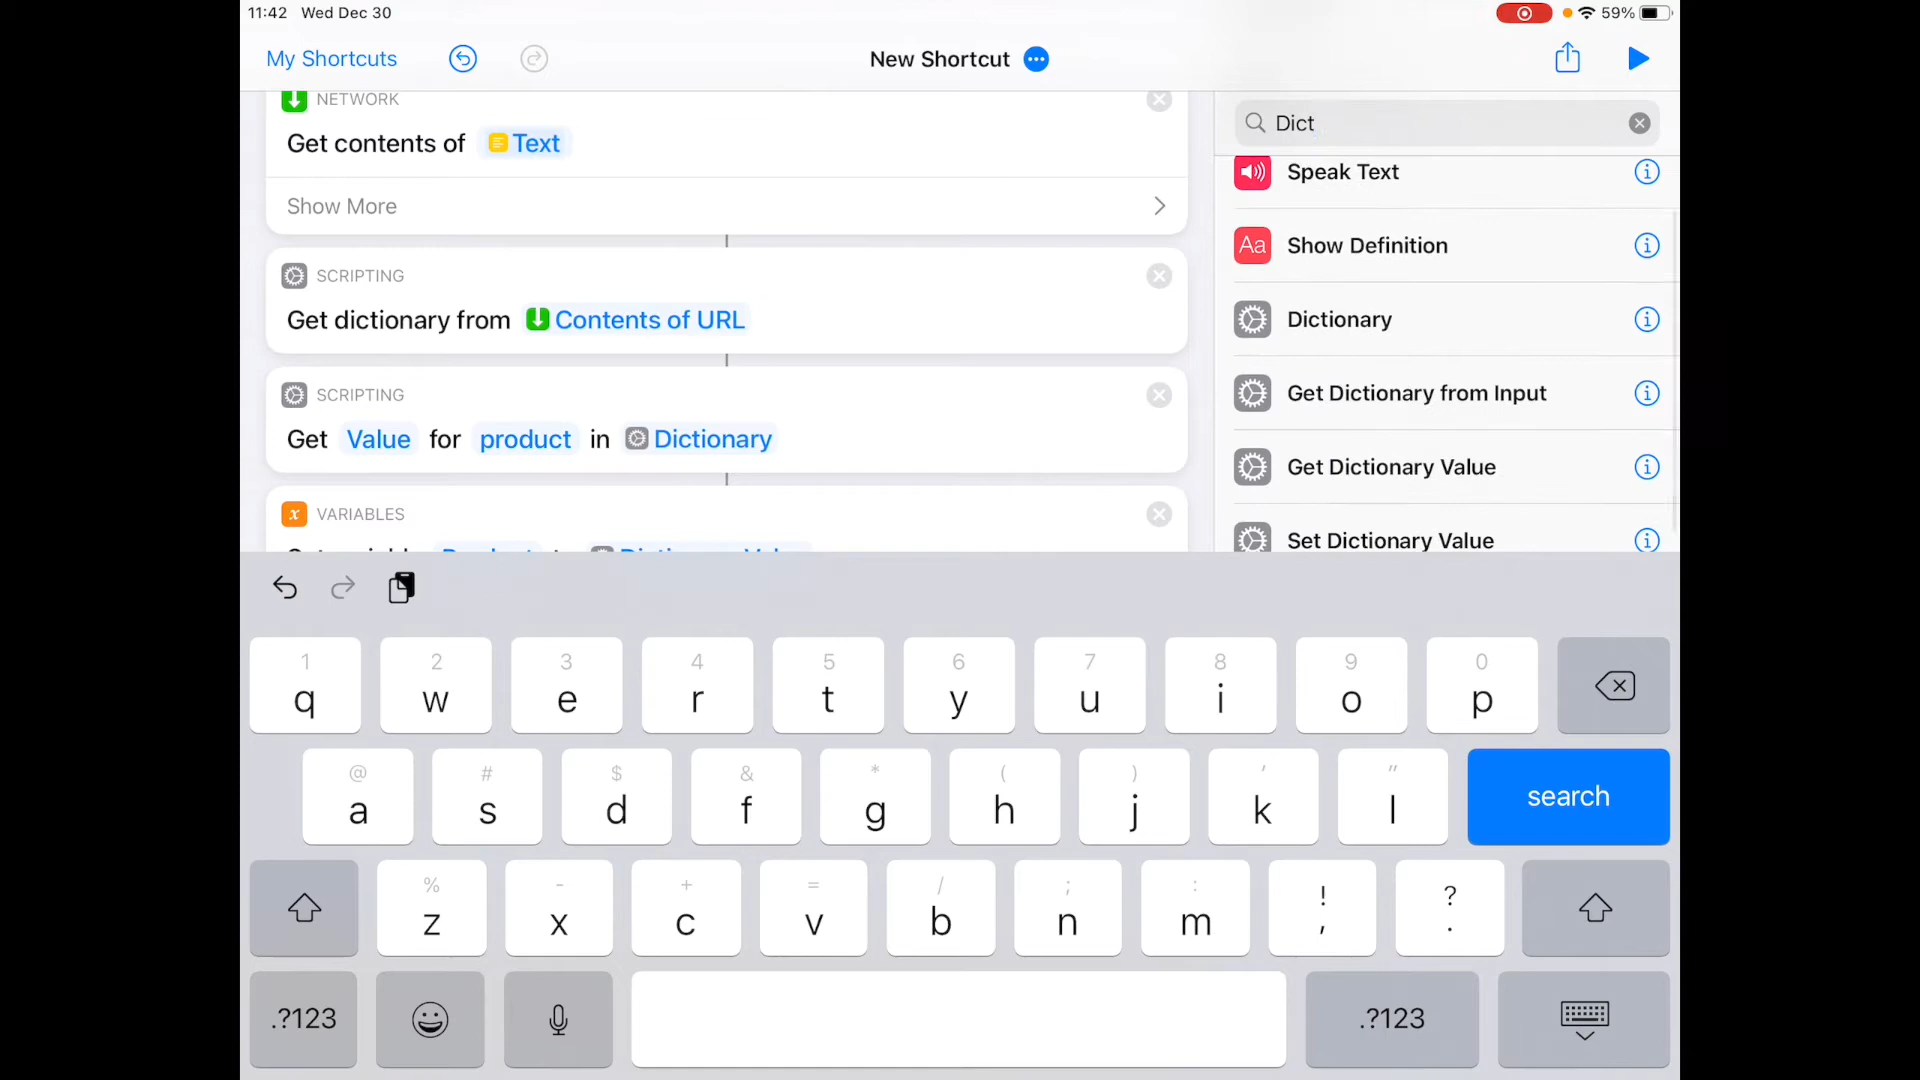 11:42 Wed Dec 30
59%
My Shortcuts
New Shortcut
NETWORK
Get contents of Text
Show More
SCRIPTING
Get dictionary from Contents of URL
SCRIPTING
Get Value for product in Dictionary
x VARIABLES
Dict
Speak Text
Aa Show Definition
Dictionary
Get Dictionary from Input
Get Dictionary Value
Set Dictionary Value
1 2 3 4 5 6 7 8 9 0
q w e r t y u i o p
@ # $ & * ( ) ' "
a s d f g h j k l search
% - + = / ; : ! ?
z x c v b n m , .
.?123 .?123